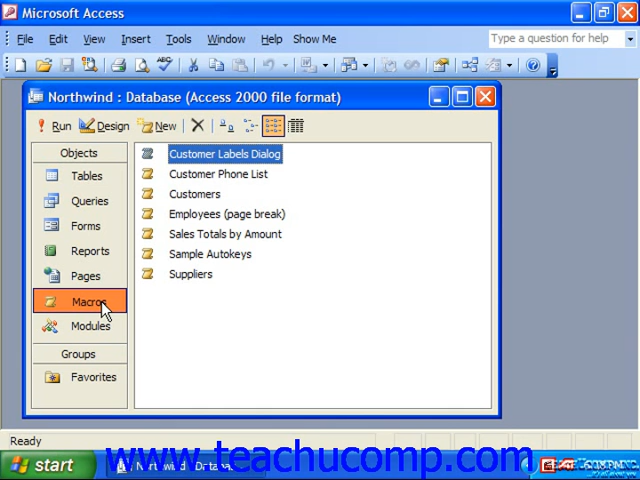 Microsoft Access
File Edit View Insert Tools Window Help Show Me Type a question for help
Northwind : Database (Access 2000 file format)
Run Design New
Objects
Tables
Queries
Forms
Reports
Pages
Macros
Modules
Groups
Favorites
Customer Labels Dialog
Customer Phone List
Customers
Employees (page break)
Sales Totals by Amount
Sample Autokeys
Suppliers
Ready
www.teachucomp.com
start Northwind : Databa...